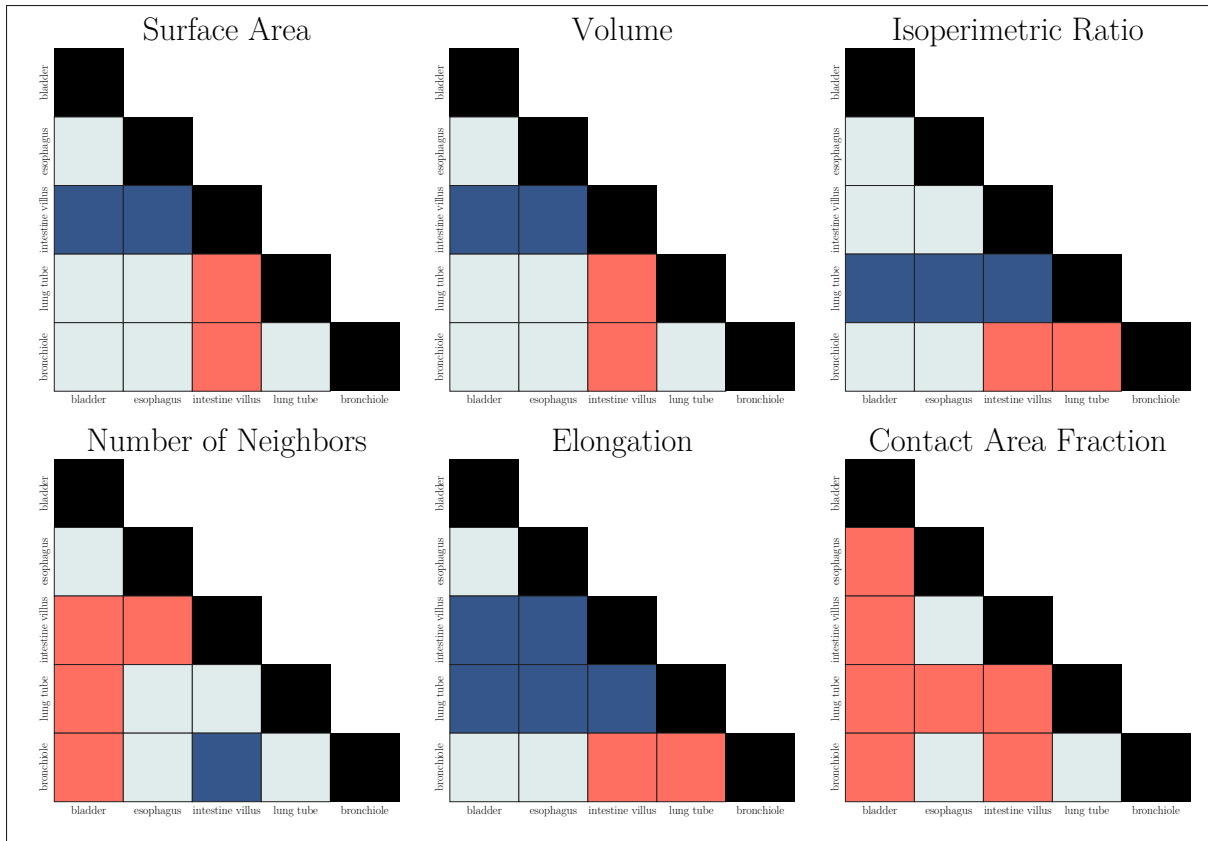 Surface Area
bladder
esophagus
intestine villus
lung tube
bronchiole
bladder esophagus intestine villus lung tube bronchiole
Volume
bladder
esophagus
intestine villus
lung tube
bronchiole
bladder esophagus intestine villus lung tube bronchiole
Isoperimetric Ratio
bladder
esophagus
intestine villus
lung tube
bronchiole
bladder esophagus intestine villus lung tube bronchiole
Number of Neighbors
bladder
esophagus
intestine villus
lung tube
bronchiole
bladder esophagus intestine villus lung tube bronchiole
Elongation
bladder
esophagus
intestine villus
lung tube
bronchiole
bladder esophagus intestine villus lung tube bronchiole
Contact Area Fraction
bladder
esophagus
intestine villus
lung tube
bronchiole
bladder esophagus intestine villus lung tube bronchiole